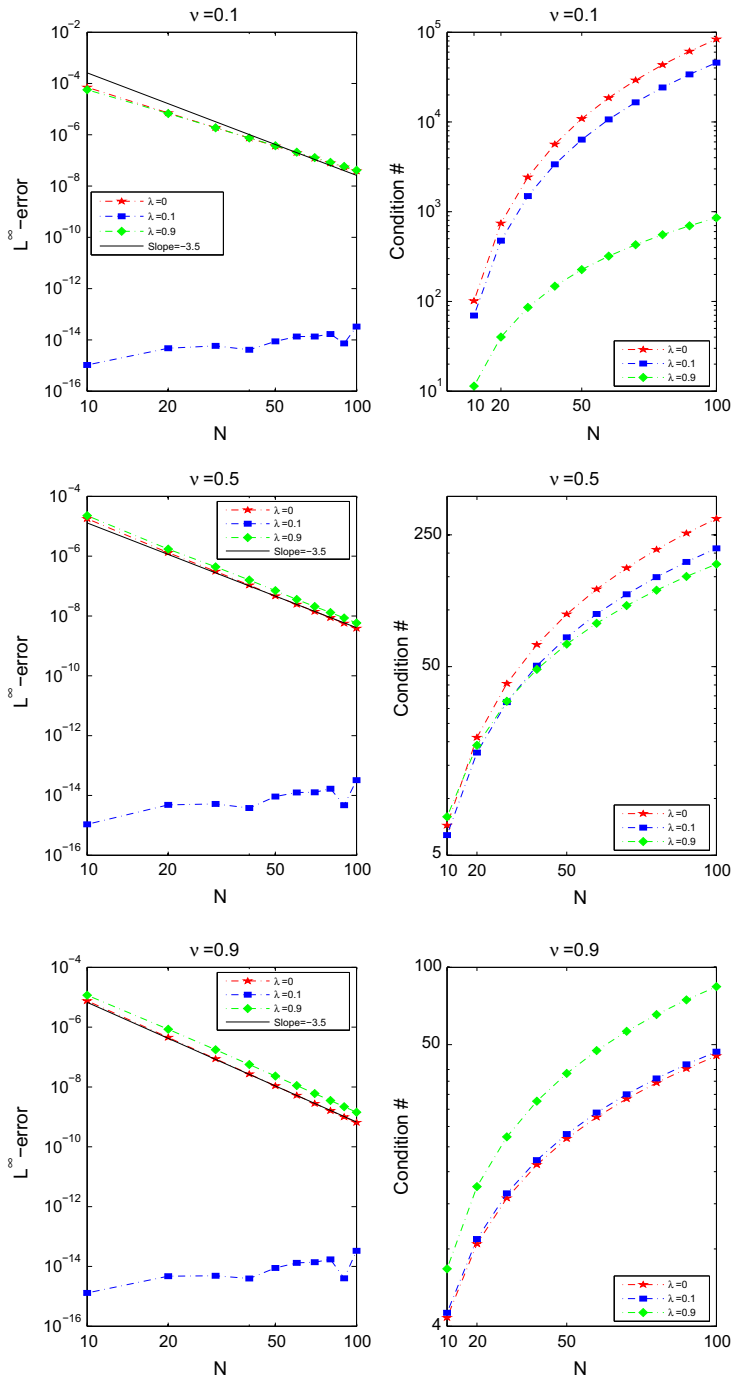 ν=0.1
10^-2
10^-4
10^-6
10^-8
10^-10
10^-12
10^-14
10^-16
L^∞-error
λ=0
λ=0.1
λ=0.9
Slope=−3.5
10
20
50
100
N
ν=0.1
10^5
10^4
10^3
10^2
10^1
Condition #
λ=0
λ=0.1
λ=0.9
10
20
50
100
N
ν=0.5
10^-4
10^-6
10^-8
10^-10
10^-12
10^-14
10^-16
L^∞-error
λ=0
λ=0.1
λ=0.9
Slope=−3.5
10
20
50
100
N
ν=0.5
250
50
5
Condition #
λ=0
λ=0.1
λ=0.9
10
20
50
100
N
ν=0.9
10^-4
10^-6
10^-8
10^-10
10^-12
10^-14
10^-16
L^∞-error
λ=0
λ=0.1
λ=0.9
Slope=−3.5
10
20
50
100
N
ν=0.9
100
50
4
Condition #
λ=0
λ=0.1
λ=0.9
10
20
50
100
N